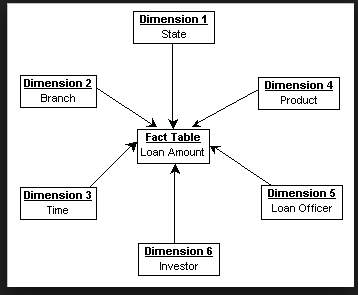 Dimension 1
State
Dimension 2
Branch
Dimension 4
Product
Fact Table
Loan Amount
Dimension 3
Time
Dimension 5
Loan Officer
Dimension 6
Investor